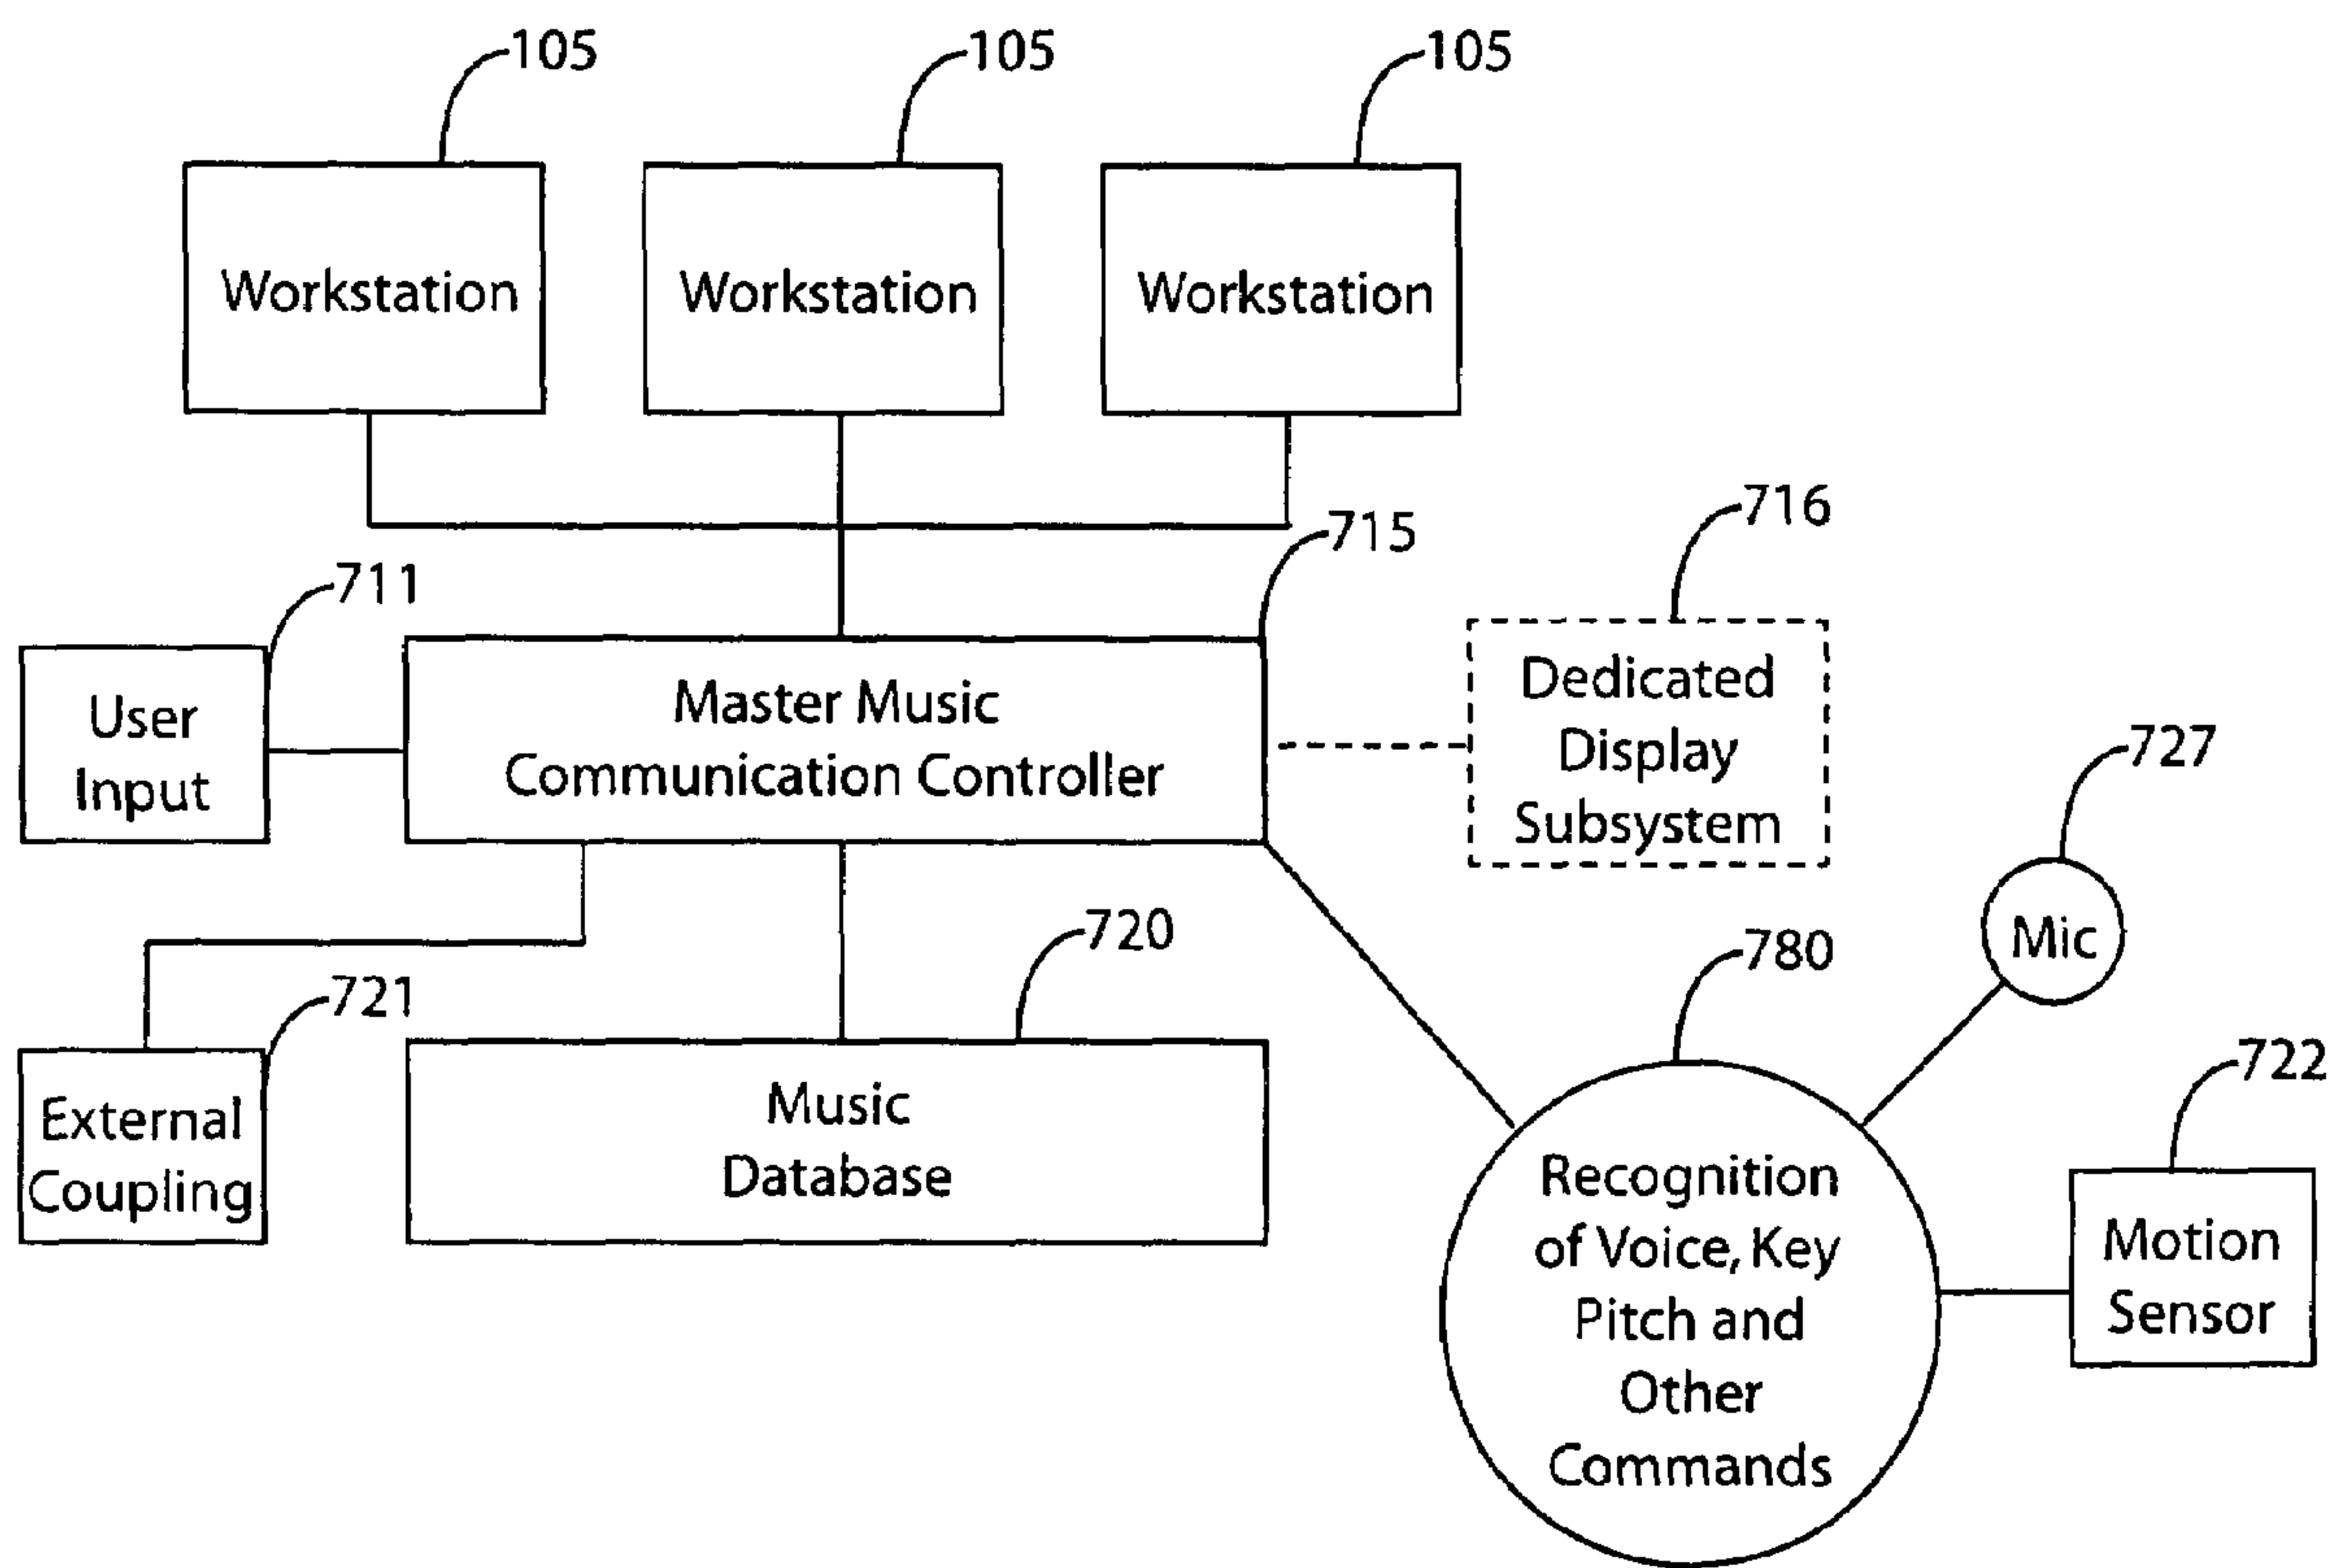 105
105
105
Workstation
Workstation
Workstation
716
715
711
Dedicated
Display
Subsystem
User
Input
Master Music
Communication Controller
727
Mic
720
780
721
722
External
Coupling
Music
Database
Recognition
of Voice, Key
Pitch and
Other
Commands
Motion
Sensor